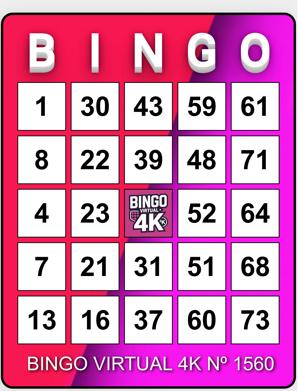 B I N G O
1 30 43 59 61
8 22 39 48 71
4 23 BINGO VIRTUAL 4K 52 64
7 21 31 51 68
13 16 37 60 73
BINGO VIRTUAL 4K Nº 1560